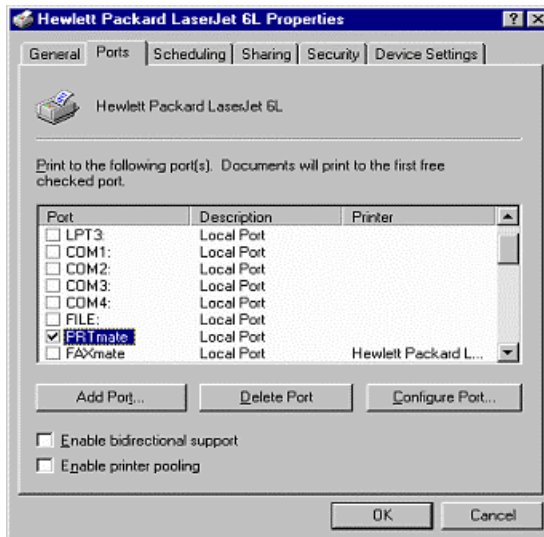 Hewlett Packard LaserJet 6L Properties
General Ports Scheduling Sharing Security Device Settings
Hewlett Packard LaserJet 6L
Print to the following port(s). Documents will print to the first free
checked port.
Port Description Printer
LPT3: Local Port
COM1: Local Port
COM2: Local Port
COM3: Local Port
COM4: Local Port
FILE: Local Port
PRTmate Local Port
FAXmate Local Port Hewlett Packard L...
Add Port... Delete Port Configure Port...
Enable bidirectional support
Enable printer pooling
OK Cancel